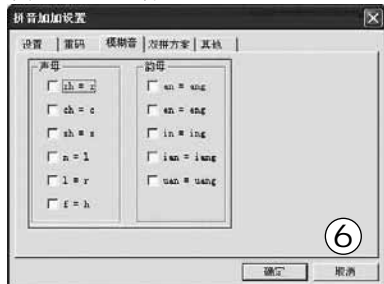 拼音加加设置
设置 重码 模糊音 双拼方案 其他
声母 韵母
zh = z an = ang
ch = c en = eng
sh = s in = ing
n = l ian = iang
l = r uan = uang
f = h
⑥
确定 取消